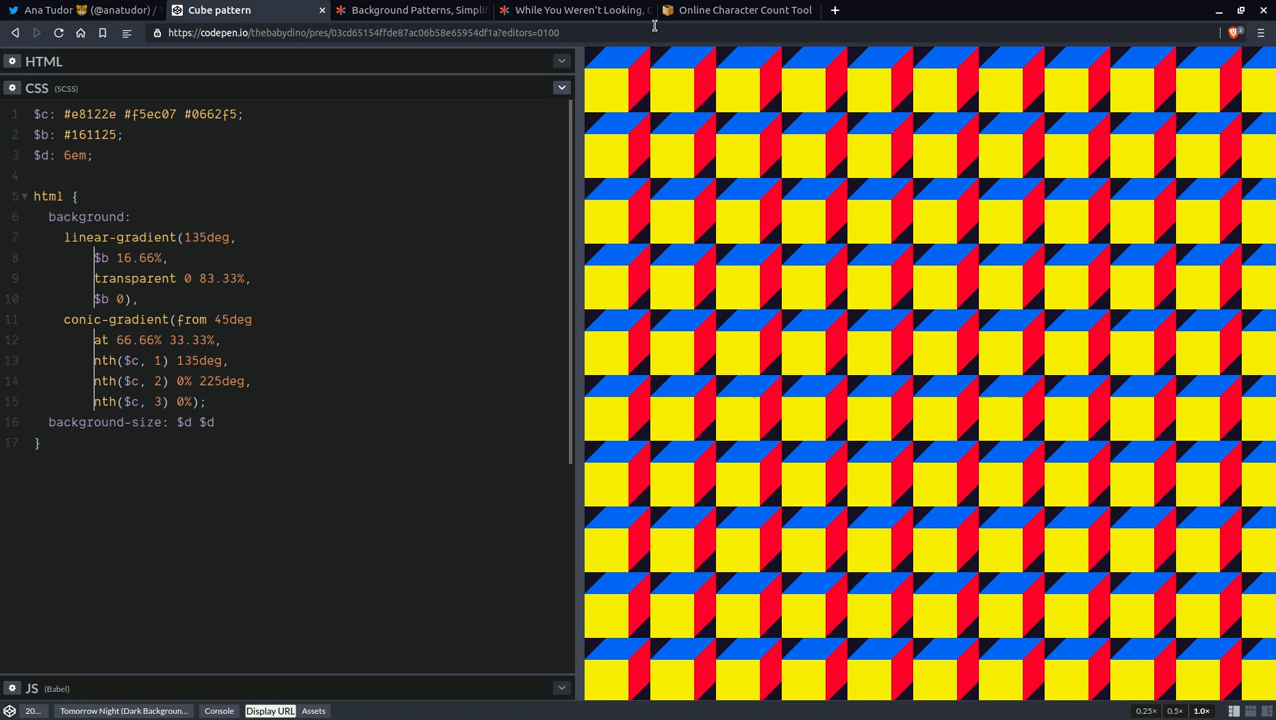 Ana Tudor 🐯 (@anatudor) / T
Cube pattern
Background Patterns, Simplif
While You Weren't Looking, C
Online Character Count Tool
https://codepen.io/thebabydino/pres/03cd65154ffde87ac06b58e65954df1a?editors=0100
2
HTML
CSS (SCSS)
1 $c: #e8122e #f5ec07 #0662f5;
2 $b: #161125;
3 $d: 6em;
4
5 html {
6 background:
7 linear-gradient(135deg,
8 $b 16.66%,
9 transparent 0 83.33%,
10 $b 0),
11 conic-gradient(from 45deg
12 at 66.66% 33.33%,
13 nth($c, 1) 135deg,
14 nth($c, 2) 0% 225deg,
15 nth($c, 3) 0%);
16 background-size: $d $d
17 }
JS (Babel)
20... Tomorrow Night (Dark Backgroun... Console Display URL Assets 0.25× 0.5× 1.0×